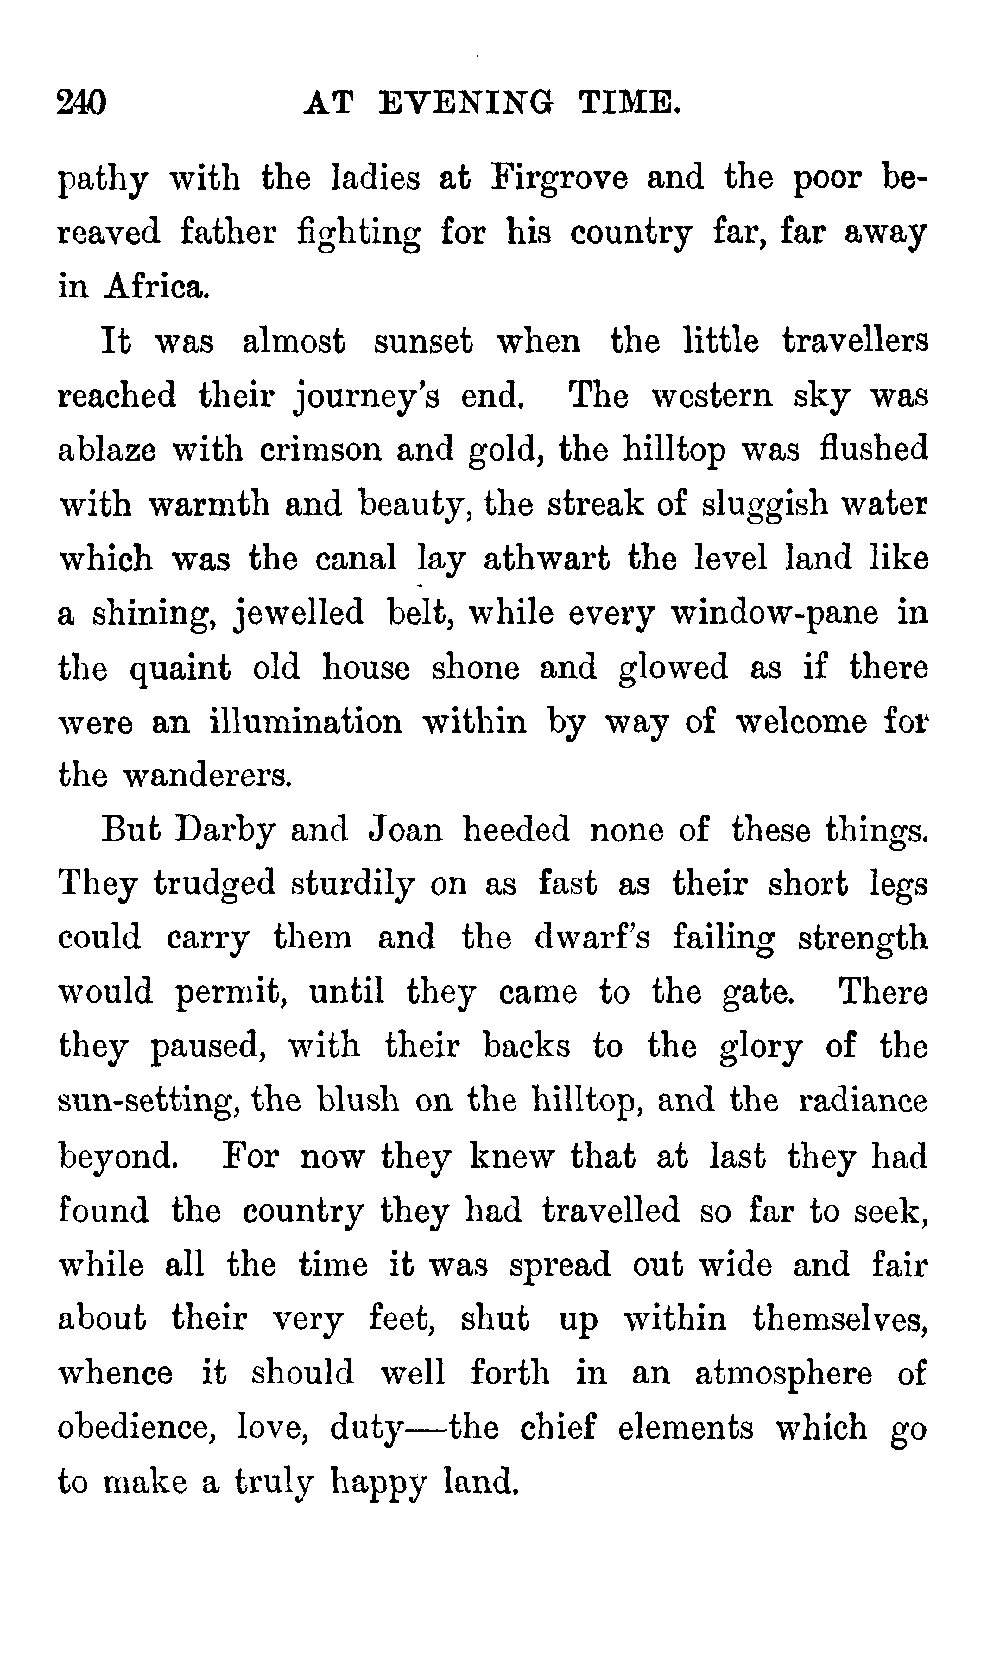 240 AT EVENING TIME.
pathy with the ladies at Firgrove and the poor be-
reaved father fighting for his country far, far away
in Africa.
It was almost sunset when the little travellers
reached their journey's end. The western sky was
ablaze with crimson and gold, the hilltop was flushed
with warmth and beauty, the streak of sluggish water
which was the canal lay athwart the level land like
a shining, jewelled belt, while every window-pane in
the quaint old house shone and glowed as if there
were an illumination within by way of welcome for
the wanderers.
But Darby and Joan heeded none of these things.
They trudged sturdily on as fast as their short legs
could carry them and the dwarf's failing strength
would permit, until they came to the gate. There
they paused, with their backs to the glory of the
sun-setting, the blush on the hilltop, and the radiance
beyond. For now they knew that at last they had
found the country they had travelled so far to seek,
while all the time it was spread out wide and fair
about their very feet, shut up within themselves,
whence it should well forth in an atmosphere of
obedience, love, duty—the chief elements which go
to make a truly happy land.